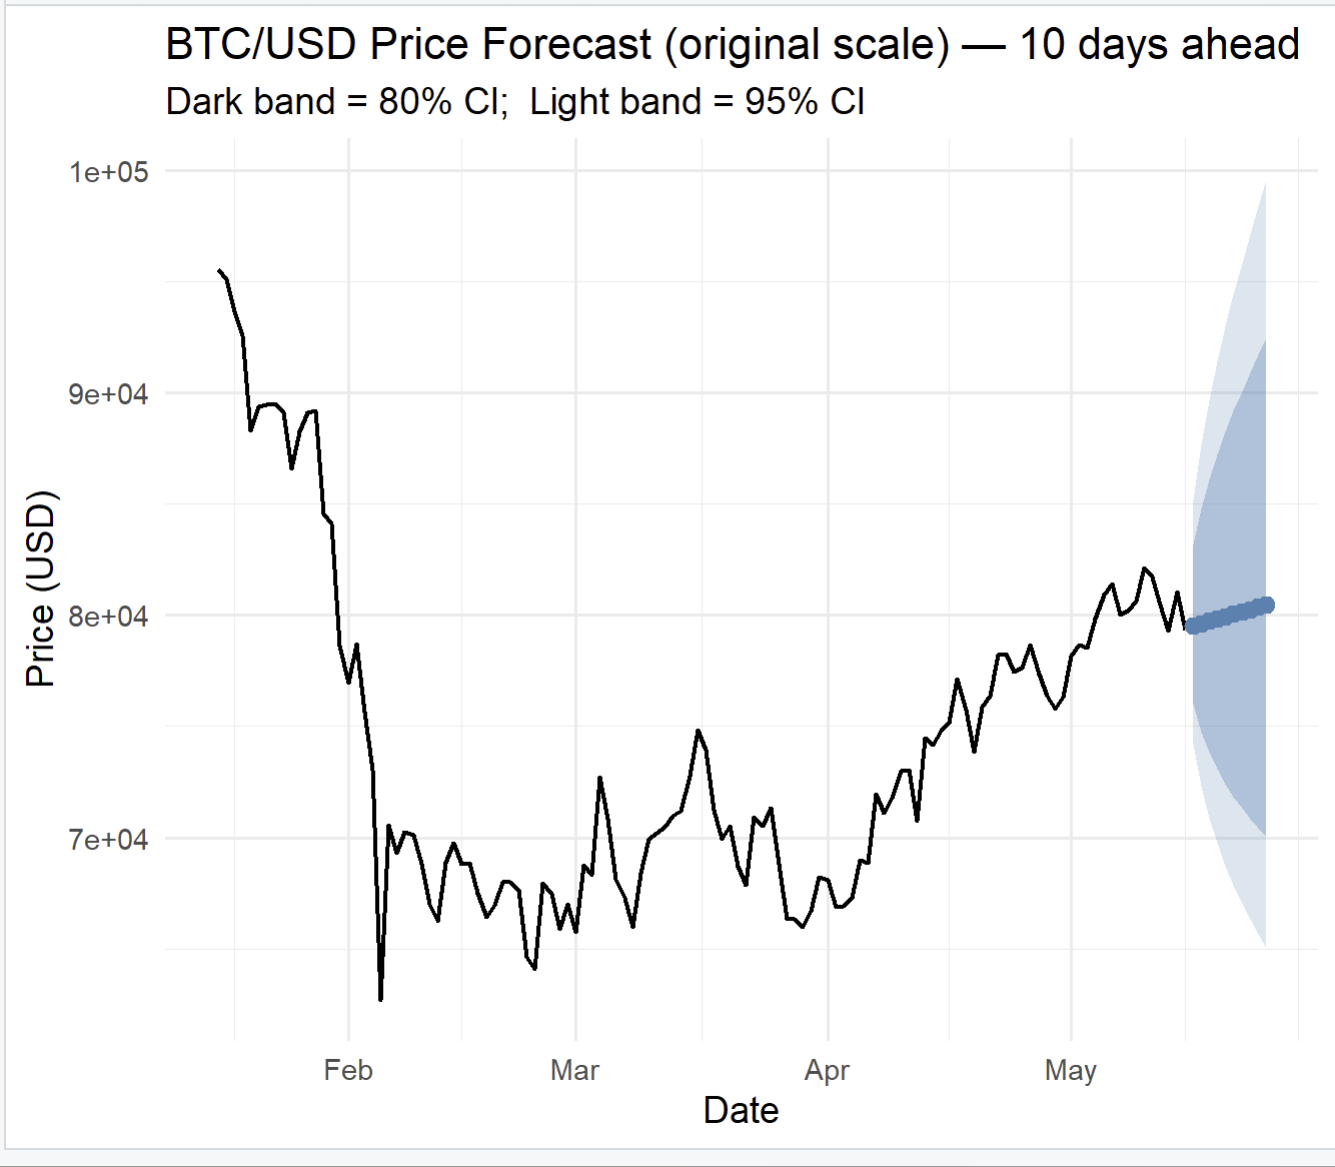 BTC/USD Price Forecast (original scale) — 10 days ahead
Dark band = 80% CI;  Light band = 95% CI
1e+05
9e+04
8e+04
7e+04
Price (USD)
Feb
Mar
Apr
May
Date